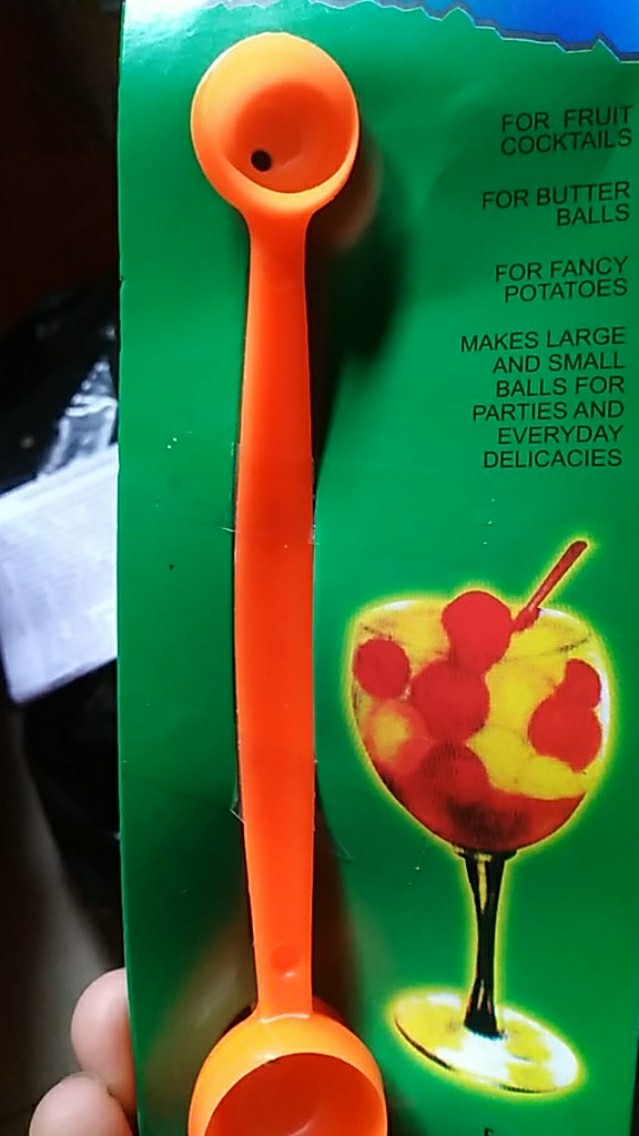 FOR FRUIT
COCKTAILS
FOR BUTTER
BALLS
FOR FANCY
POTATOES
MAKES LARGE
AND SMALL
BALLS FOR
PARTIES AND
EVERYDAY
DELICACIES